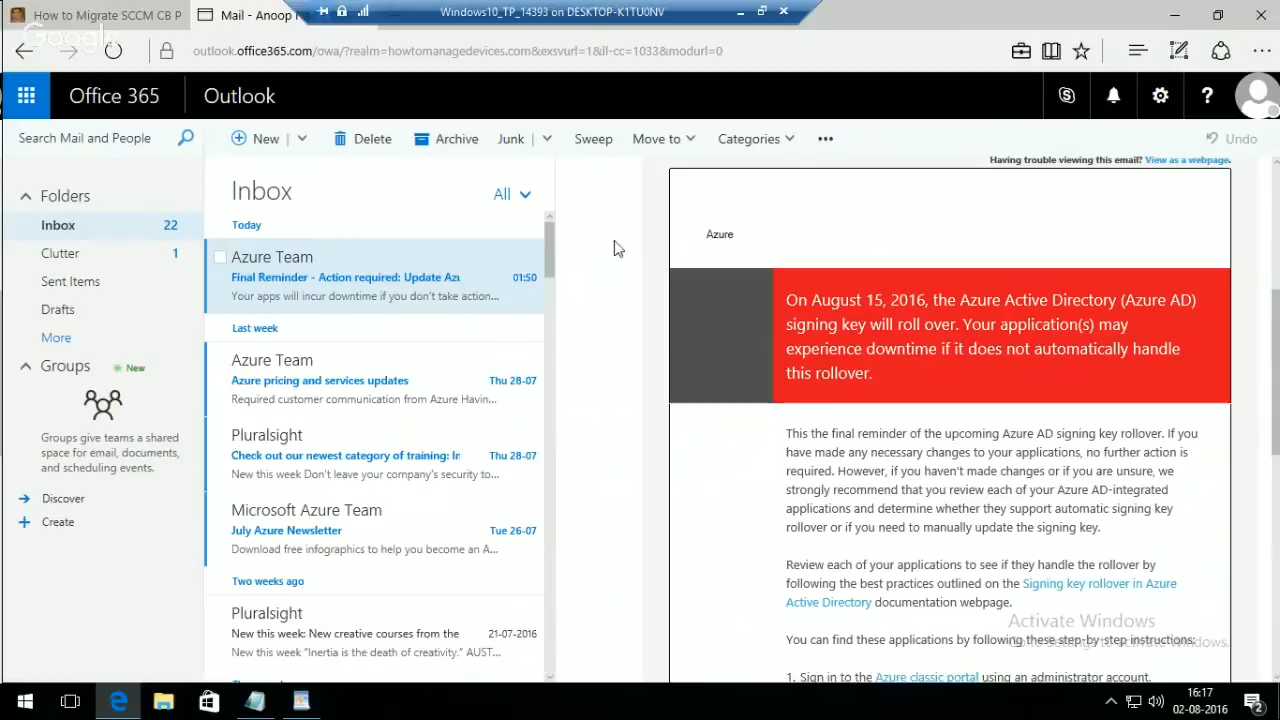 How to Migrate SCCM CB P
Mail - Anoop
Windows10_TP_14393 on DESKTOP-K1TU0NV
Google
outlook.office365.com/owa/?realm=howtomanagedevices.com&exsvurl=1&ll-cc=1033&modurl=0
Office 365
Outlook
Search Mail and People
New
Delete
Archive
Junk
Sweep
Move to
Categories
Undo
Folders
Inbox 22
Clutter 1
Sent Items
Drafts
More
Groups
New
Groups give teams a shared
space for email, documents,
and scheduling events.
Discover
Create
Inbox
All
Today
Azure Team
Final Reminder - Action required: Update Azu 01:50
Your apps will incur downtime if you don't take action...
Last week
Azure Team
Azure pricing and services updates Thu 28-07
Required customer communication from Azure Havin...
Pluralsight
Check out our newest category of training: In Thu 28-07
New this week Don't leave your company's security to...
Microsoft Azure Team
July Azure Newsletter Tue 26-07
Download free infographics to help you become an A...
Two weeks ago
Pluralsight
New this week: New creative courses from the 21-07-2016
New this week "Inertia is the death of creativity." AUST...
Having trouble viewing this email? View as a webpage.
Azure
On August 15, 2016, the Azure Active Directory (Azure AD)
signing key will roll over. Your application(s) may
experience downtime if it does not automatically handle
this rollover.
This the final reminder of the upcoming Azure AD signing key rollover. If you
have made any necessary changes to your applications, no further action is
required. However, if you haven't made changes or if you are unsure, we
strongly recommend that you review each of your Azure AD-integrated
applications and determine whether they support automatic signing key
rollover or if you need to manually update the signing key.
Review each of your applications to see if they handle the rollover by
following the best practices outlined on the Signing key rollover in Azure
Active Directory documentation webpage.
You can find these applications by following these step-by-step instructions:
1. Sign in to the Azure classic portal using an administrator account.
Activate Windows
Go to Settings to activate Windows.
16:17
02-08-2016
2